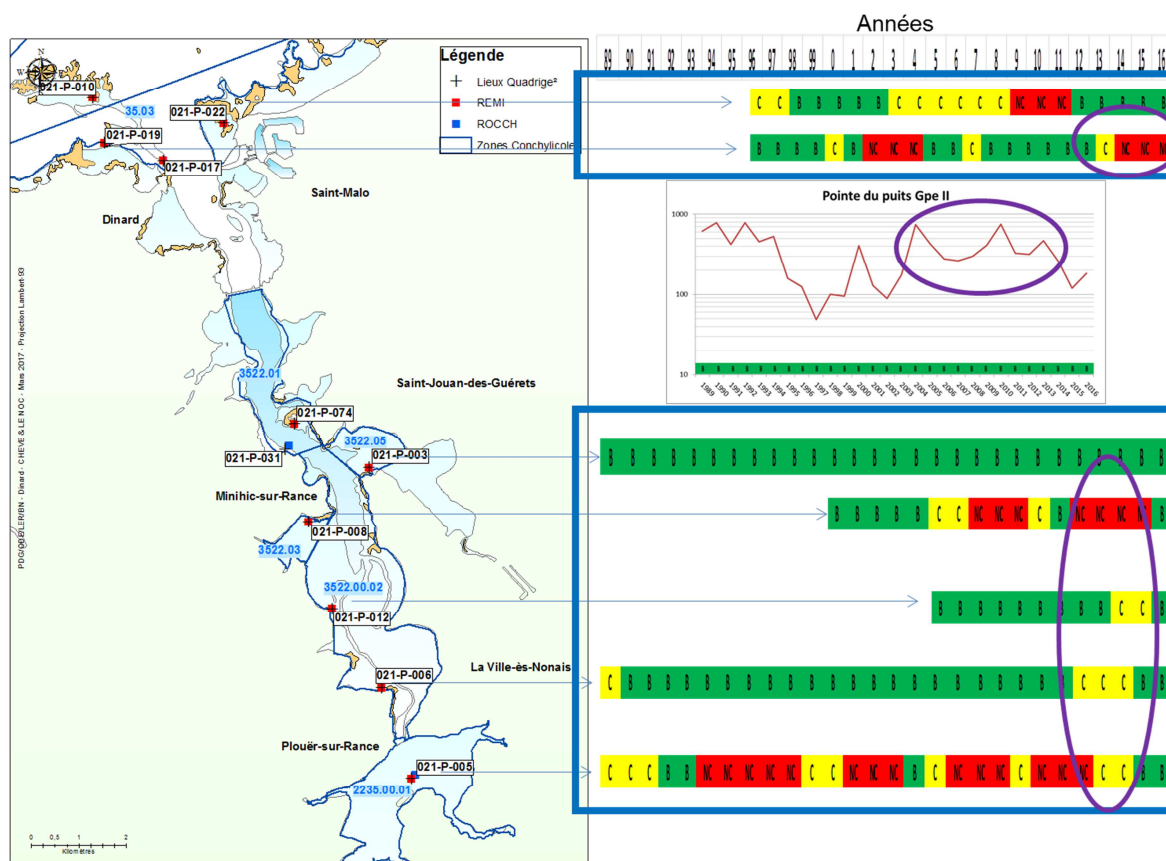 Années
89 90 91 92 93 94 95 96 97 98 99 0 1 2 3 4 5 6 7 8 9 10 11 12 13 14 15 16
Légende
Lieux Quadrige²
REMI
ROCCH
Zones Conchylicole
N
021-P-010
35.03
021-P-022
021-P-019
021-P-017
Saint-Malo
Dinard
C C B B B B B C C C C C C NC NC NC B B B B B
B B B B C B NC NC NC B B C B B B B B C NC NC NC
Pointe du puits Gpe II
1000
100
10
1989 1990 1991 1992 1993 1994 1995 1996 1997 1998 1999 2000 2001 2002 2003 2004 2005 2006 2007 2008 2009 2010 2011 2012 2013 2014 2015 2016
3522.01
Saint-Jouan-des-Guérets
021-P-074
3522.05
021-P-031
021-P-003
B B B B B B B B B B B B B B B B B B B B B B B B B B B B
Minihic-sur-Rance
021-P-008
B B B B B C C NC NC NC C B NC NC NC NC B
3522.03
3522.00.02
021-P-012
B B B B B B B B B C C B
La Ville-ès-Nonais
021-P-006
C B B B B B B B B B B B B B B B B B B B B B B C C C B B
Plouër-sur-Rance
021-P-005
C C C B B NC NC NC NC NC C C NC NC NC B C NC NC NC C NC NC NC C C B B
2235.00.01
0 0,5 1 2
Kilomètres